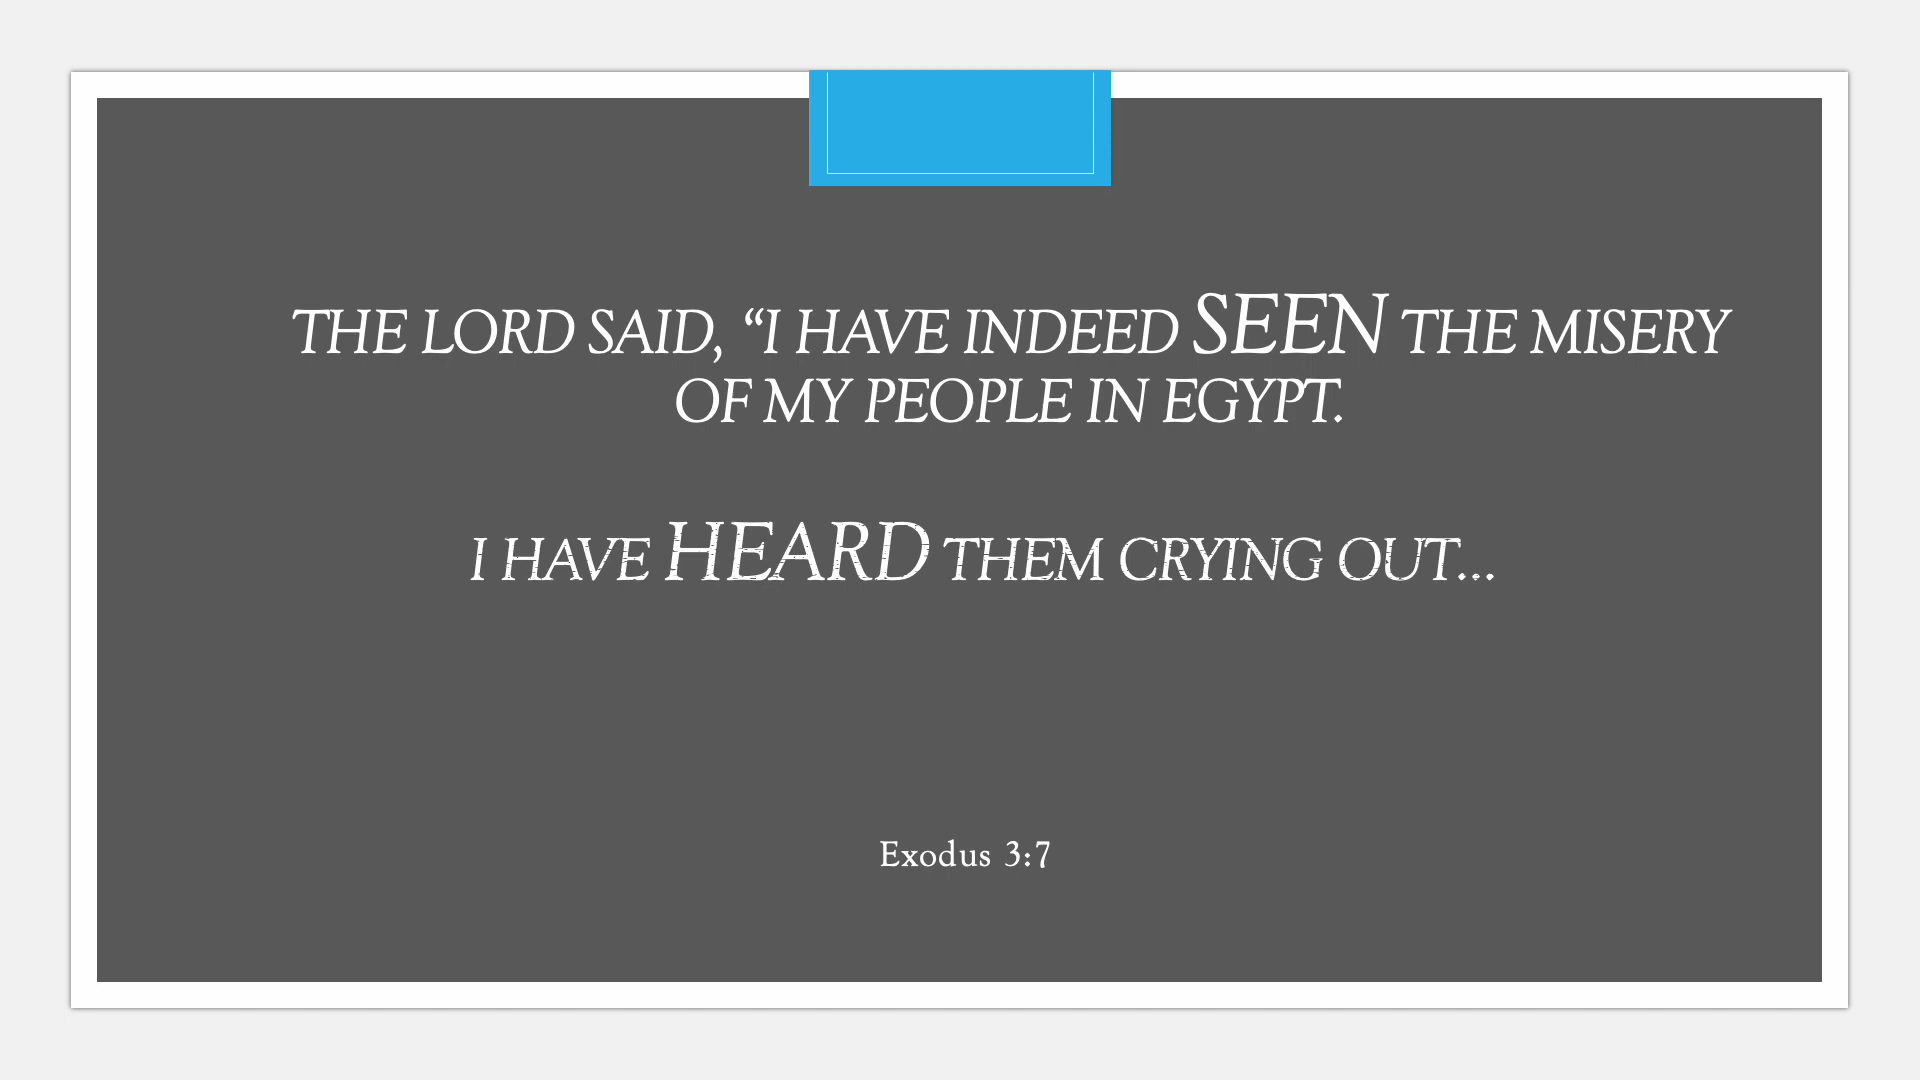 THE LORD SAID, “I HAVE INDEED SEEN THE MISERY
OF MY PEOPLE IN EGYPT.
I HAVE HEARD THEM CRYING OUT...
Exodus 3:7